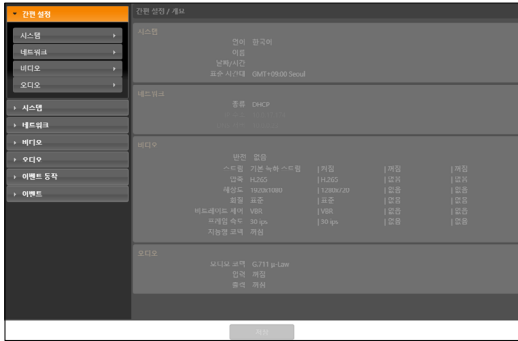 간편 설정
시스템
네트워크
비디오
오디오
시스템
네트워크
비디오
오디오
이벤트 동작
이벤트
간편 설정 / 개요
시스템
언어 한국어
이름
날짜/시간
표준 시간대 GMT+09:00 Seoul
네트워크
종류 DHCP
비디오
반전 없음
스트림 기본 녹화 스트림 | 꺼짐 | 꺼짐 | 꺼짐
압축 H.265 | H.265 | 없음 | 없음
해상도 1920x1080 | 1280x720 | 없음 | 없음
화질 표준 | 표준 | 없음 | 없음
비트레이트 제어 VBR | VBR | 없음 | 없음
프레임 속도 30 ips | 30 ips | 없음 | 없음
지능형 코덱 꺼짐
오디오
오디오 코덱 G.711 μ-Law
입력 꺼짐
출력 꺼짐